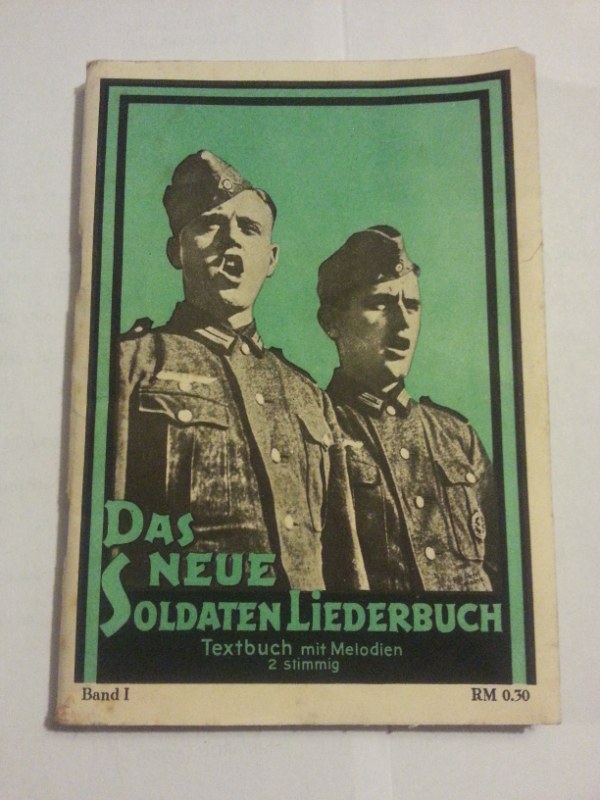 DAS
NEUE
SOLDATEN LiEDERBUCH
Textbuch mit Melodien
2 stimmig
Band I
RM 0.30